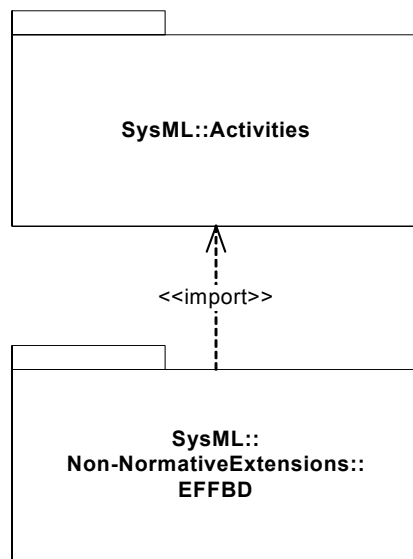 SysML::Activities
<<import>>
SysML::
Non-NormativeExtensions::
EFFBD